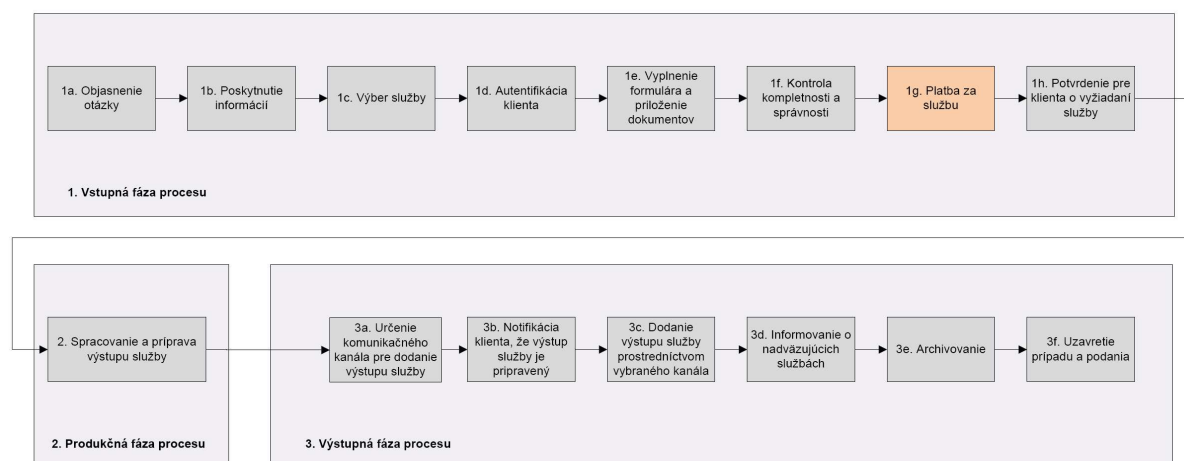 1a. Objasnenie
otázky
1b. Poskytnutie
informácií
1c. Výber služby
1d. Autentifikácia
klienta
1e. Vyplnenie
formulára a
priloženie
dokumentov
1f. Kontrola
kompletnosti a
správnosti
1g. Platba za
službu
1h. Potvrdenie pre
klienta o vyžiadaní
služby
1. Vstupná fáza procesu
2. Spracovanie a príprava
výstupu služby
2. Produkčná fáza procesu
3a. Určenie
komunikačného
kanála pre dodanie
výstupu služby
3b. Notifikácia
klienta, že výstup
služby je
pripravený
3c. Dodanie
výstupu služby
prostredníctvom
vybraného kanála
3d. Informovanie o
nadväzujúcich
službách
3e. Archivovanie
3f. Uzavretie
prípadu a podania
3. Výstupná fáza procesu